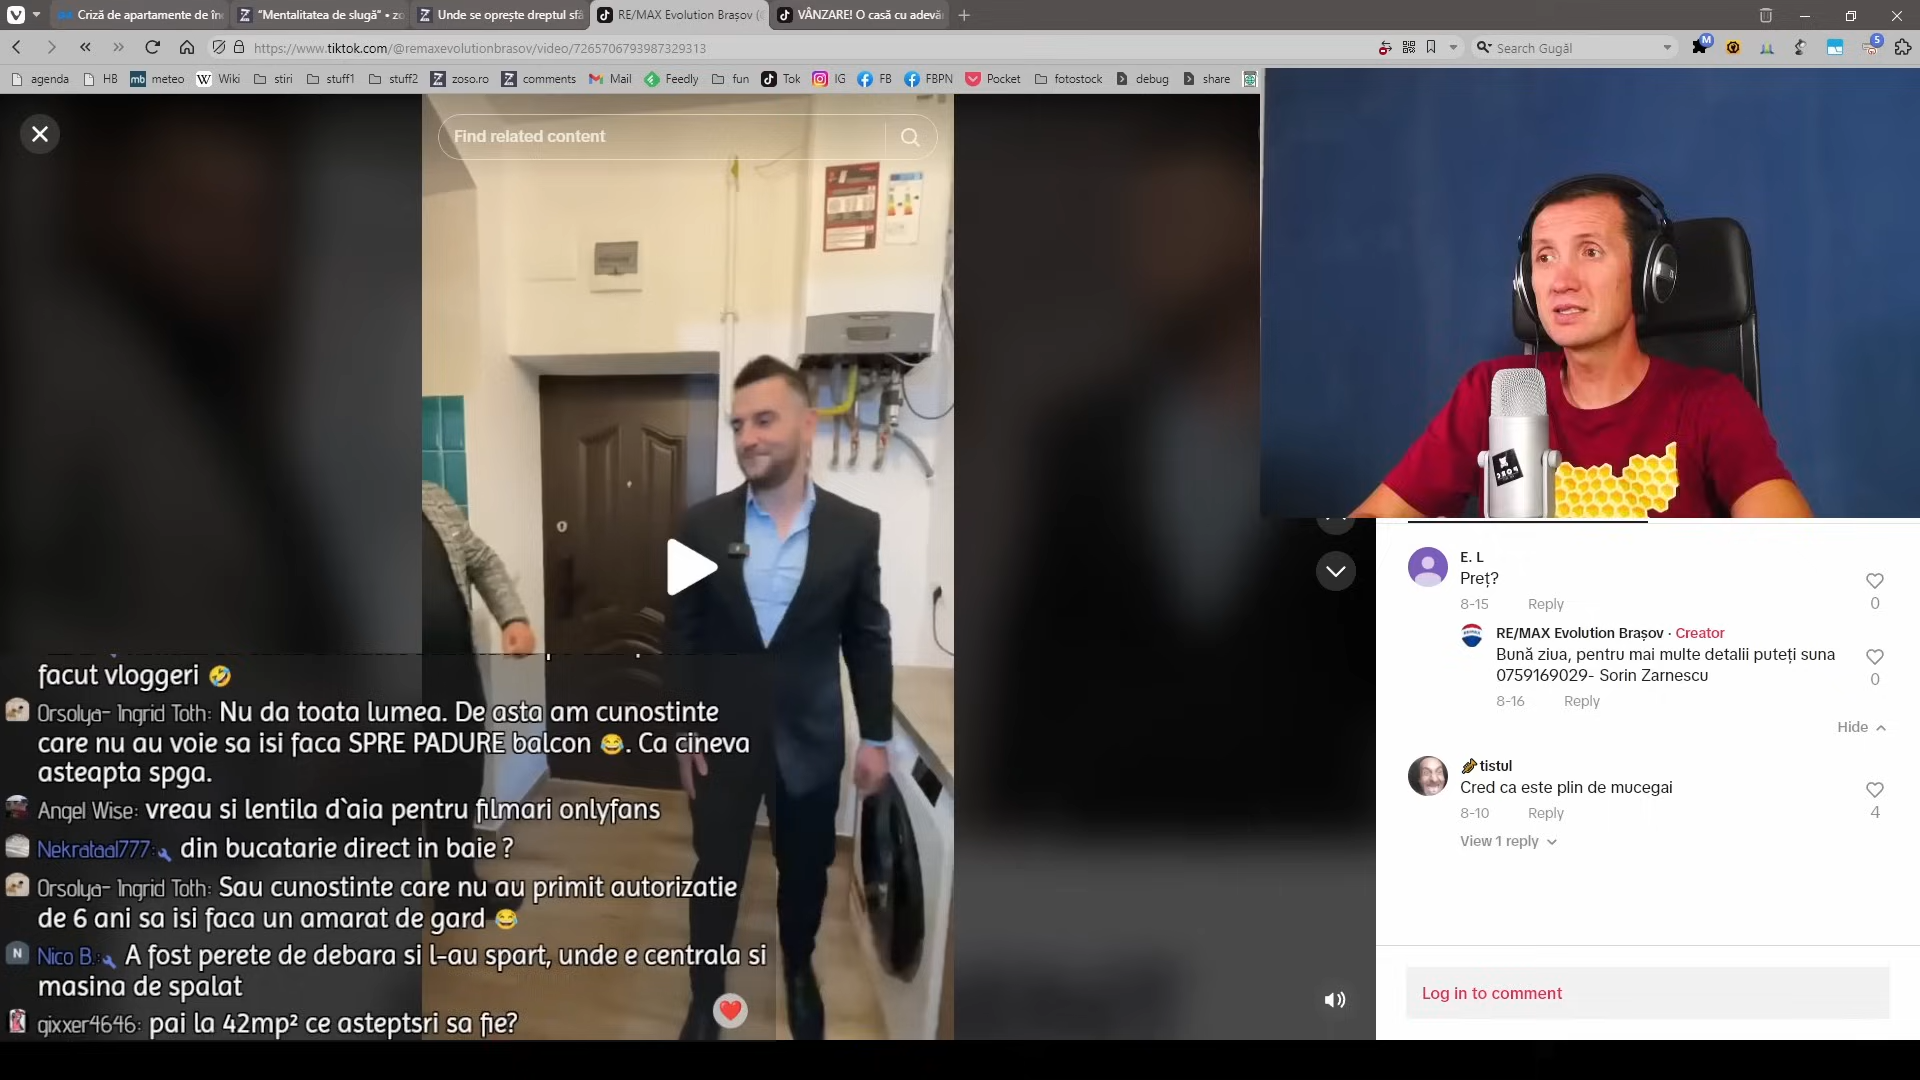 Criză de apartamente de în
"Mentalitatea de slugă" • zo
Unde se oprește dreptul sfâ
RE/MAX Evolution Brașov (
VÂNZARE! O casă cu adevă
https://www.tiktok.com/@remaxevolutionbrasov/video/7265706793987329313
Search Gugâl
M
5
agenda
HB
mb meteo
W Wiki
stiri
stuff1
stuff2
Z zoso.ro
Z comments
Mail
Feedly
fun
Tok
IG
FB
FBPN
Pocket
fotostock
debug
share
Find related content
facut vloggeri 🤣
Orsolya- Ingrid Toth: Nu da toata lumea. De asta am cunostinte
care nu au voie sa isi faca SPRE PADURE balcon 😂. Ca cineva
asteapta spga.
Angel Wise: vreau si lentila d`aia pentru filmari onlyfans
Nekrataal777: din bucatarie direct in baie ?
Orsolya- Ingrid Toth: Sau cunostinte care nu au primit autorizatie
de 6 ani sa isi faca un amarat de gard 😂
N Nico B. A fost perete de debara si l-au spart, unde e centrala si
masina de spalat
gixxer4646: pai la 42mp² ce asteptsri sa fie?
E. L
Preț?
8-15 Reply
0
RE/MAX Evolution Brașov · Creator
Bună ziua, pentru mai multe detalii puteți suna
0759169029- Sorin Zarnescu
0
8-16 Reply
Hide
tistul
Cred ca este plin de mucegai
8-10 Reply
4
View 1 reply
Log in to comment